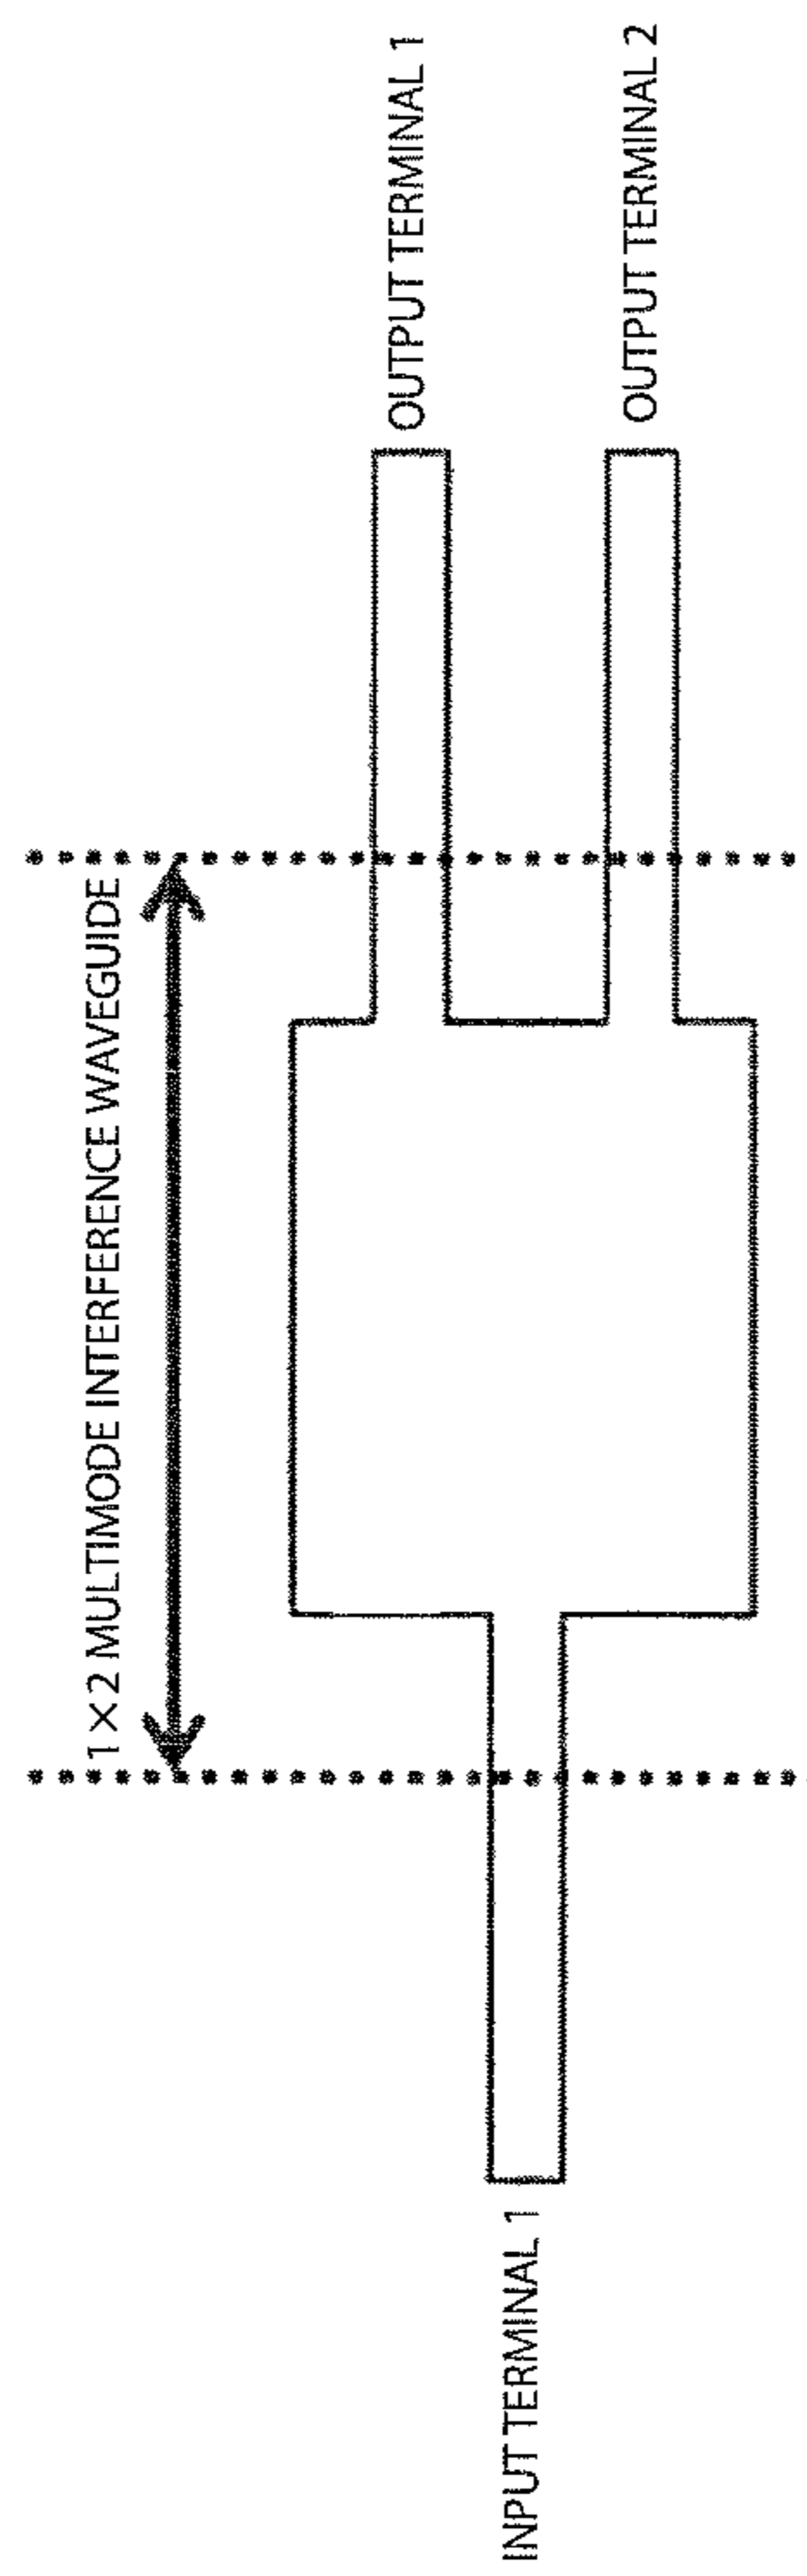 1×2 MULTIMODE INTERFERENCE WAVEGUIDE
INPUT TERMINAL 1
OUTPUT TERMINAL 1
OUTPUT TERMINAL 2